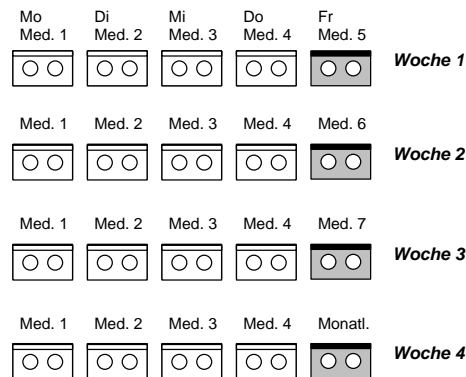 Mo Di Mi Do Fr
Med. 1 Med. 2 Med. 3 Med. 4 Med. 5
Woche 1
Med. 1 Med. 2 Med. 3 Med. 4 Med. 6
Woche 2
Med. 1 Med. 2 Med. 3 Med. 4 Med. 7
Woche 3
Med. 1 Med. 2 Med. 3 Med. 4 Monatl.
Woche 4